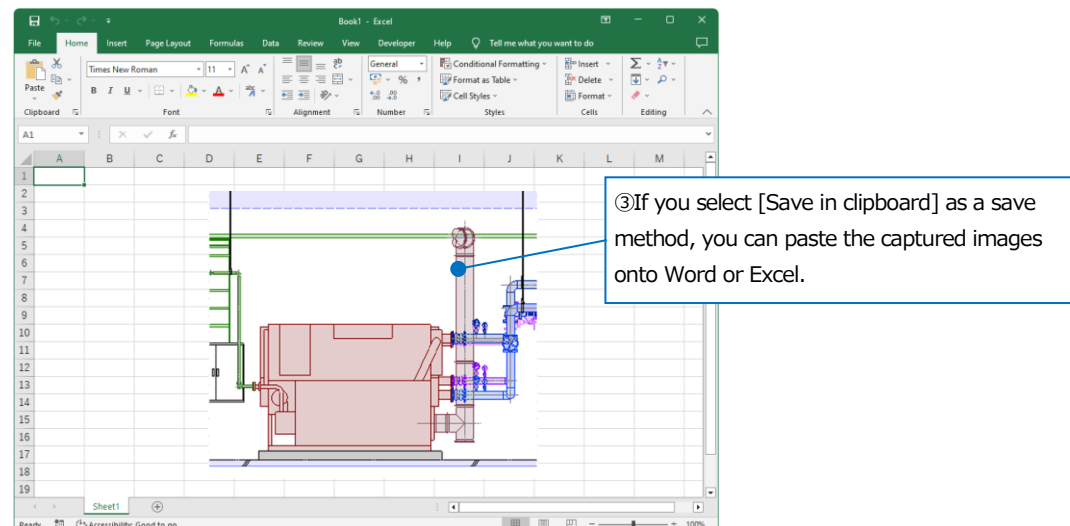 Book1 - Excel
File Home Insert Page Layout Formulas Data Review View Developer Help Tell me what you want to do
Paste
Times New Roman 11 A A
B I U A
ab
General
% ,
Conditional Formatting
Format as Table
Cell Styles
Insert
Delete
Format
Σ
Clipboard Font Alignment Number Styles Cells Editing
A1 fx
A B C D E F G H I J K L M
1
2
3
4
5
6
7
8
9
10
11
12
13
14
15
16
17
18
19
③If you select [Save in clipboard] as a save
method, you can paste the captured images
onto Word or Excel.
Sheet1
Ready Accessibility: Good to go 100%